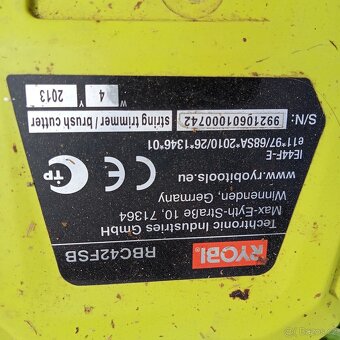 RYOBI RBC42FSB
Techtronic Industries GmbH
Max-Eyth-Straße 10, 71364
Winnenden, Germany
www.ryobitools.eu
IE44F-E
e11*97/68SA*2010/26*1346*01
S/N: 99210601000742
string trimmer / brush cutter W 4 Y 2013